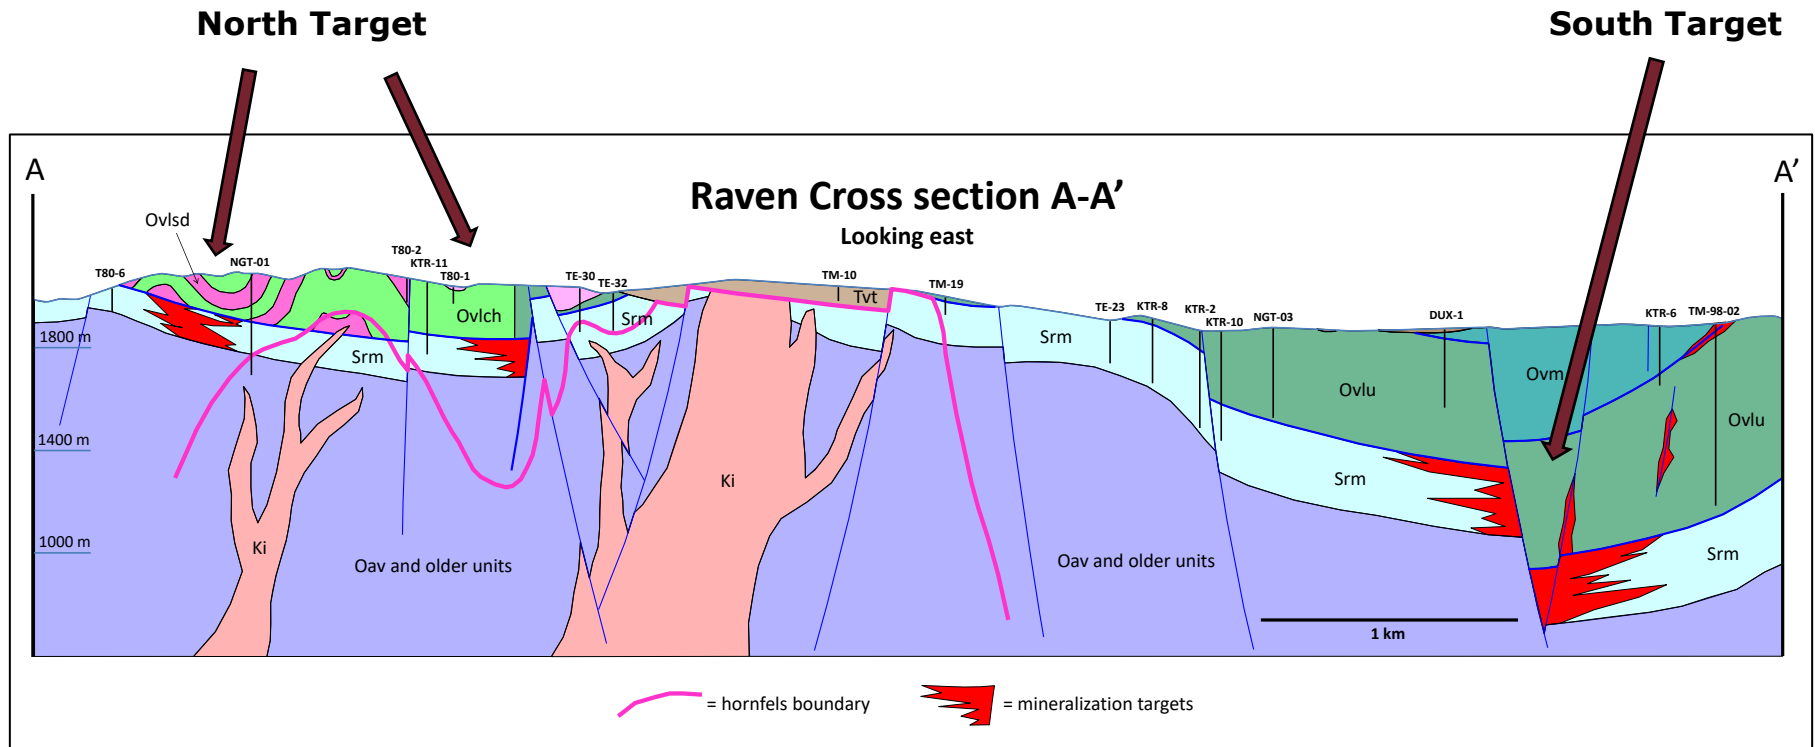 North Target
South Target
A
A’
Raven Cross section A-A’
Looking east
Ovlsd
T80-6
NGT-01
T80-2
KTR-11
T80-1
TE-30
TE-32
TM-10
TM-19
TE-23
KTR-8
KTR-2
KTR-10
NGT-03
DUX-1
KTR-6
TM-98-02
Tvt
Ovlch
Srm
Srm
Srm
1800 m
Ovm
Ovlu
Ovlu
1400 m
Ki
Srm
1000 m
Ki
Oav and older units
Oav and older units
Srm
1 km
= hornfels boundary
= mineralization targets